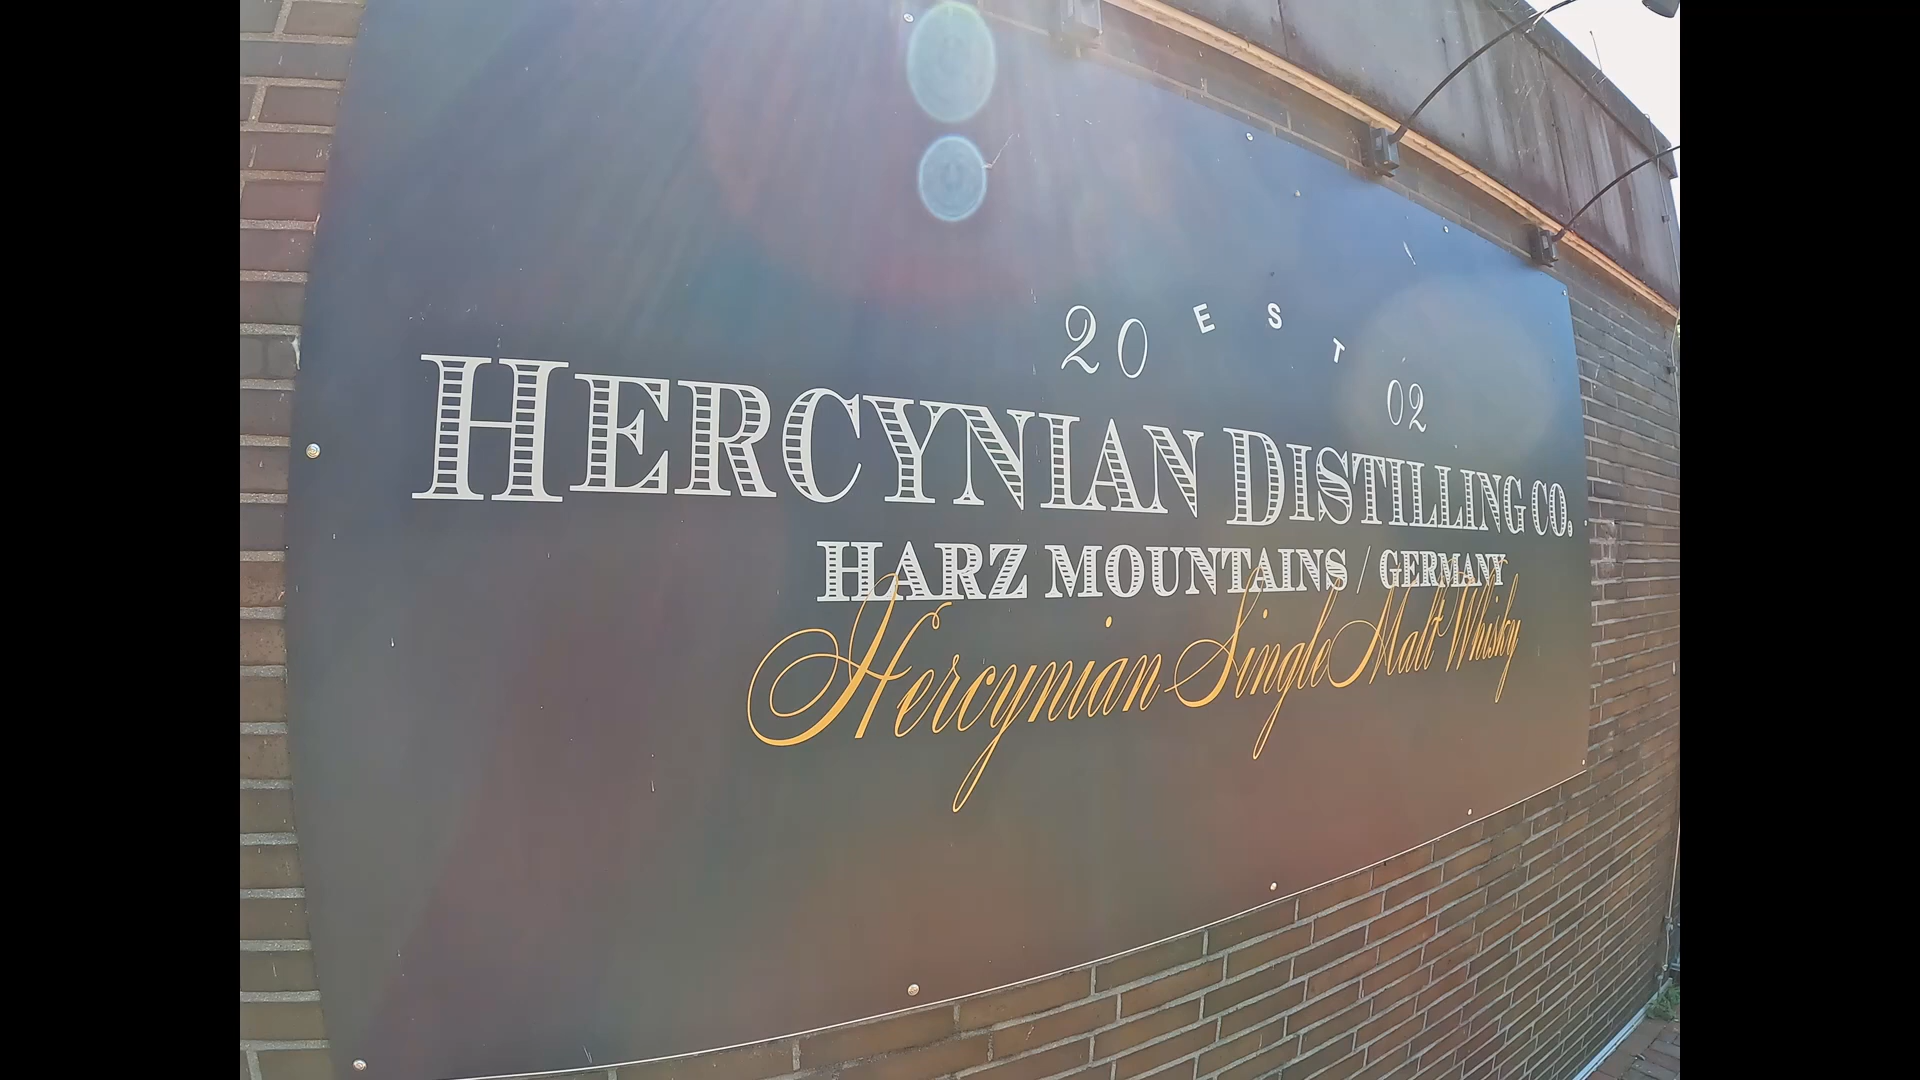 20 EST 02
HERCYNIAN DISTILLING CO.
HARZ MOUNTAINS / GERMANY
Hercynian Single Malt Whisky